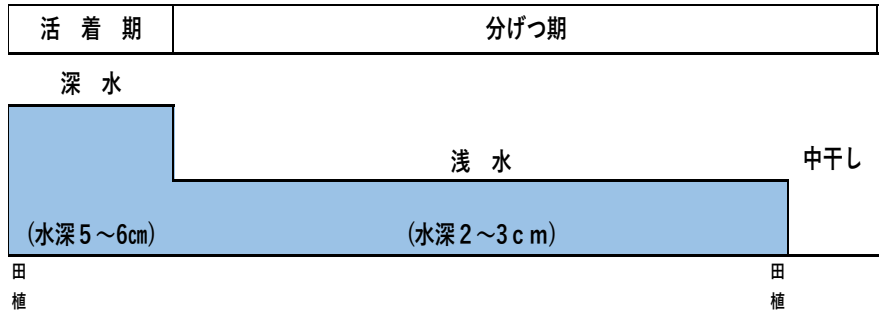 活 着 期
分げつ期
深 水
浅 水
中干し
(水深5～6㎝)
(水深2～3ｃｍ)
田植
田植